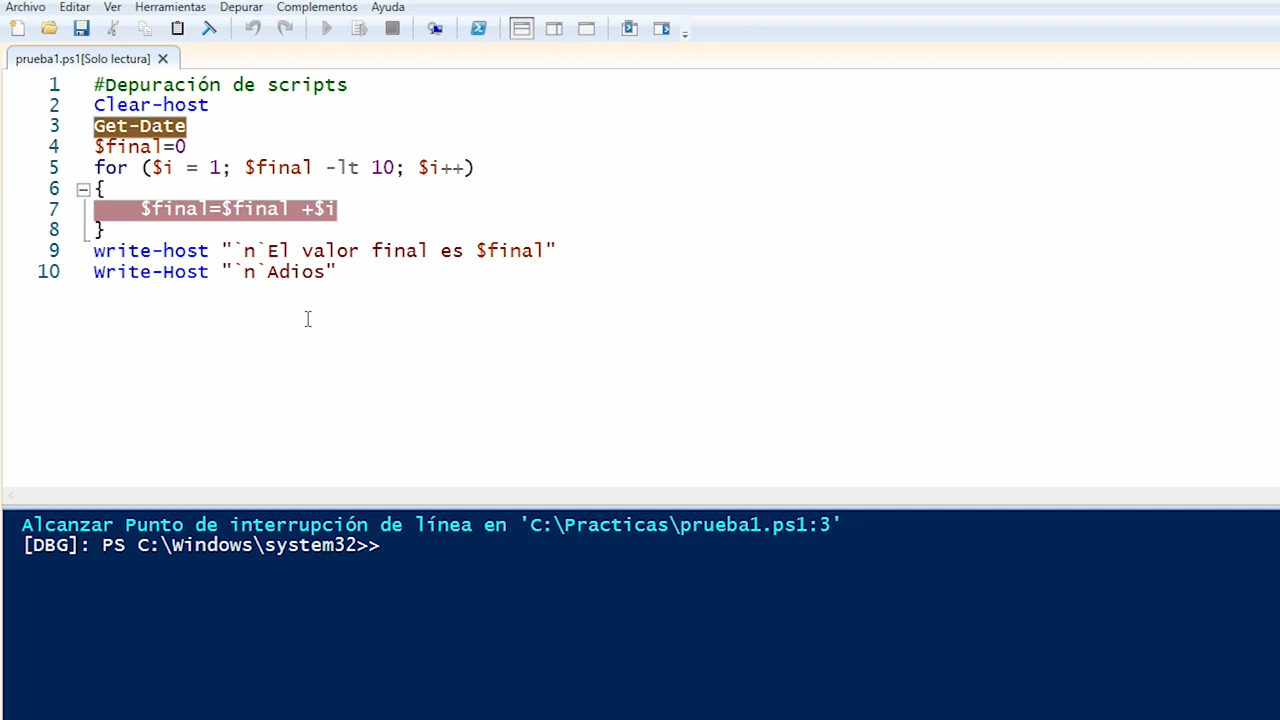 Archivo Editar Ver Herramientas Depurar Complementos Ayuda
prueba1.ps1[Solo lectura]
1 #Depuración de scripts
2 Clear-host
3 Get-Date
4 $final=0
5 for ($i = 1; $final -lt 10; $i++)
6 {
7 $final=$final +$i
8 }
9 write-host "`n`El valor final es $final"
10 Write-Host "`n`Adios"
Alcanzar Punto de interrupción de línea en 'C:\Practicas\prueba1.ps1:3'
[DBG]: PS C:\Windows\system32>>